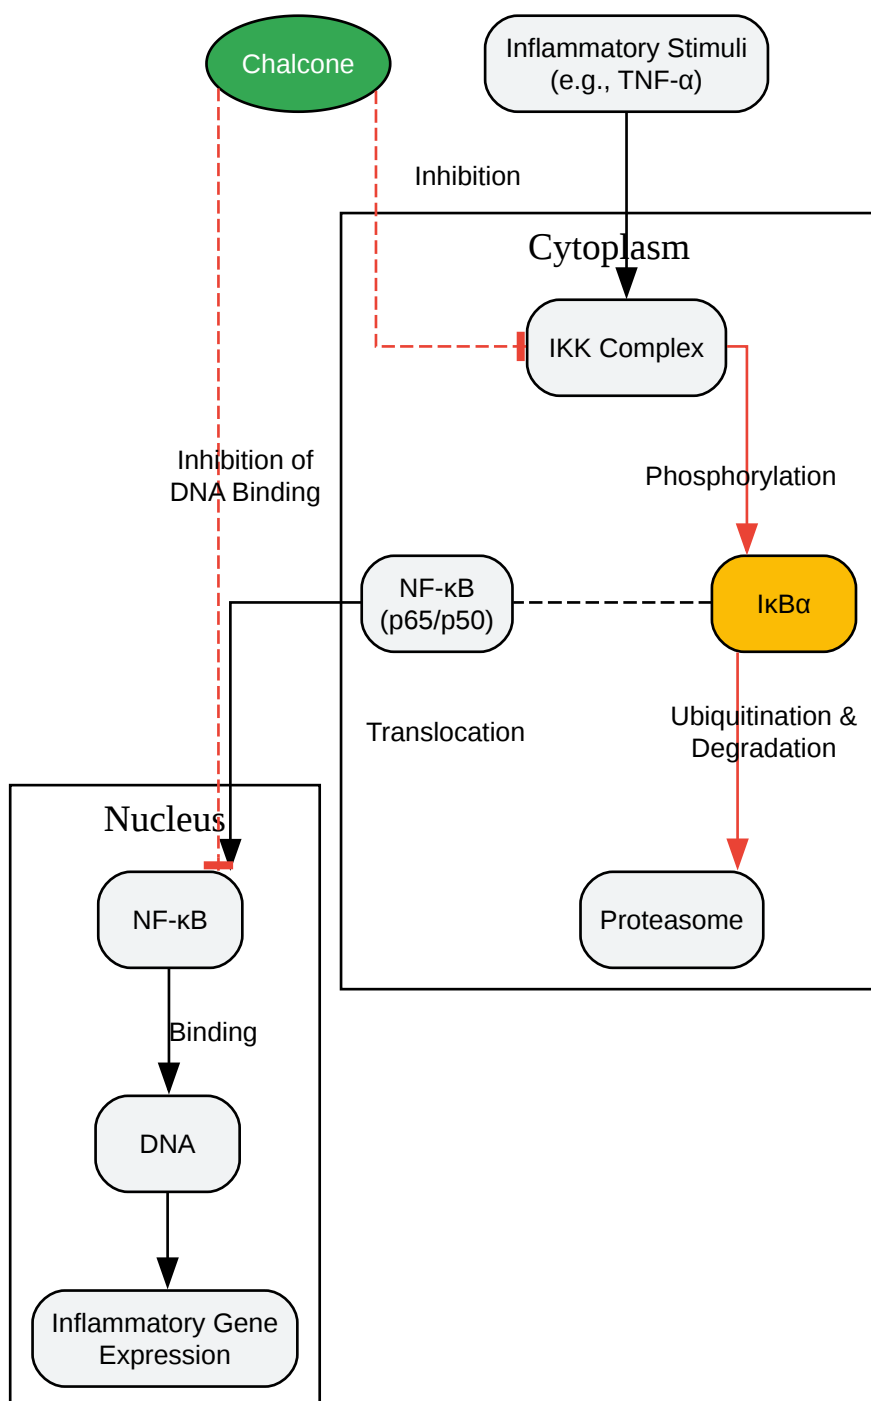 Chalcone
Inflammatory Stimuli
(e.g., TNF-α)
Inhibition
Cytoplasm
IKK Complex
Inhibition of
DNA Binding
Phosphorylation
NF-κB
(p65/p50)
IκBα
Translocation
Ubiquitination &
Degradation
Nucleus
NF-κB
Proteasome
Binding
DNA
Inflammatory Gene
Expression